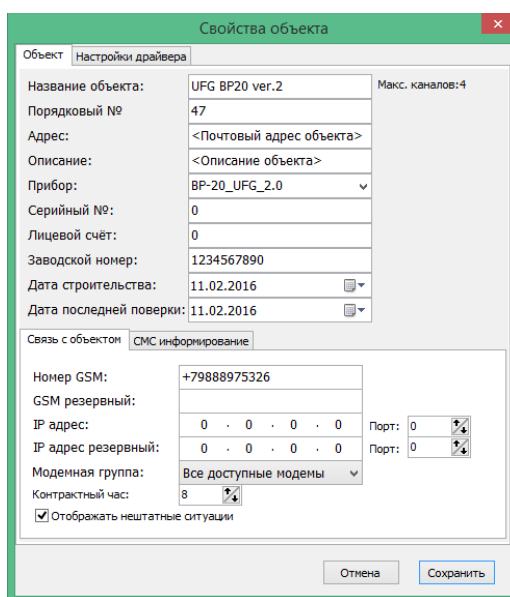 Свойства объекта
Объект Настройки драйвера
Название объекта: UFG BP20 ver.2 Макс. каналов:4
Порядковый № 47
Адрес: <Почтовый адрес объекта>
Описание: <Описание объекта>
Прибор: BP-20_UFG_2.0
Серийный №: 0
Лицевой счёт: 0
Заводской номер: 1234567890
Дата строительства: 11.02.2016
Дата последней поверки: 11.02.2016
Связь с объектом СМС информирование
Номер GSM: +79888975326
GSM резервный:
IP адрес: 0 . 0 . 0 . 0 Порт: 0
IP адрес резервный: 0 . 0 . 0 . 0 Порт: 0
Модемная группа: Все доступные модемы
Контрактный час: 8
Отображать нештатные ситуации
Отмена Сохранить